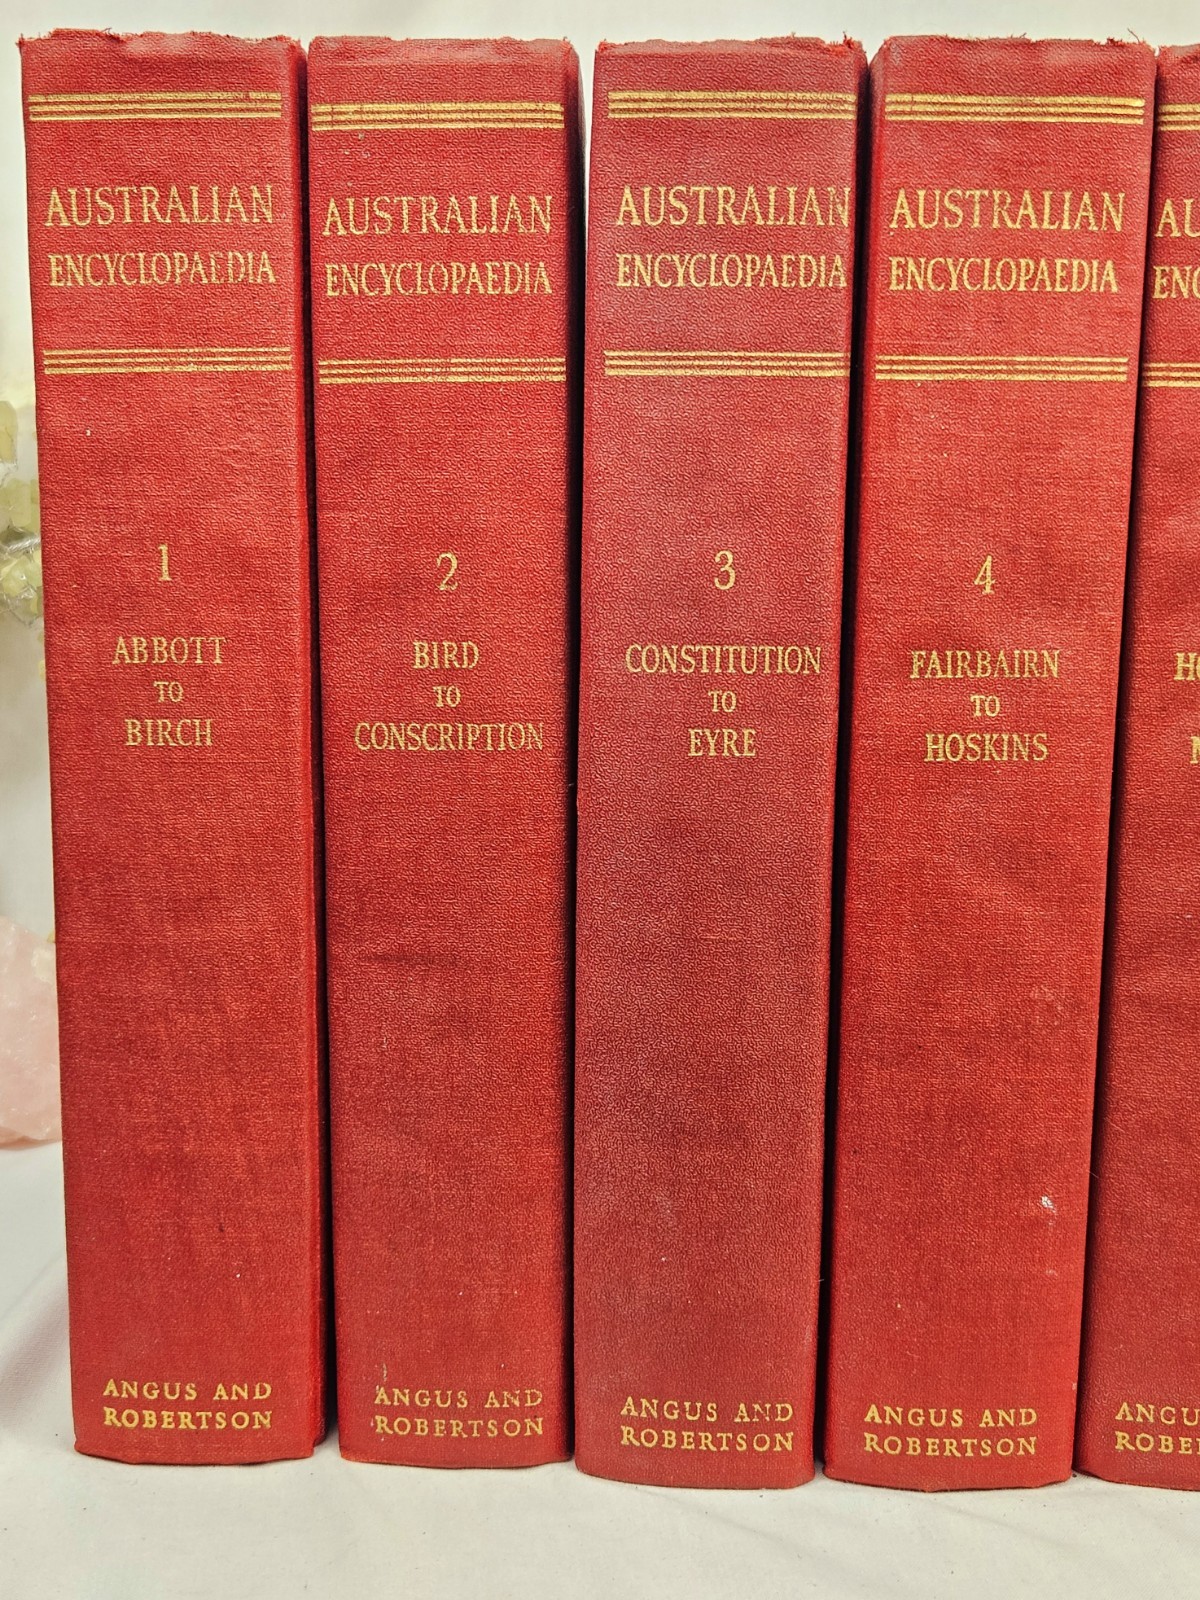 AUSTRALIAN
ENCYCLOPAEDIA
1
ABBOTT
TO
BIRCH
ANGUS AND
ROBERTSON
AUSTRALIAN
ENCYCLOPAEDIA
2
BIRD
TO
CONSCRIPTION
ANGUS AND
ROBERTSON
AUSTRALIAN
ENCYCLOPAEDIA
3
CONSTITUTION
TO
EYRE
ANGUS AND
ROBERTSON
AUSTRALIAN
ENCYCLOPAEDIA
4
FAIRBAIRN
TO
HOSKINS
ANGUS AND
ROBERTSON